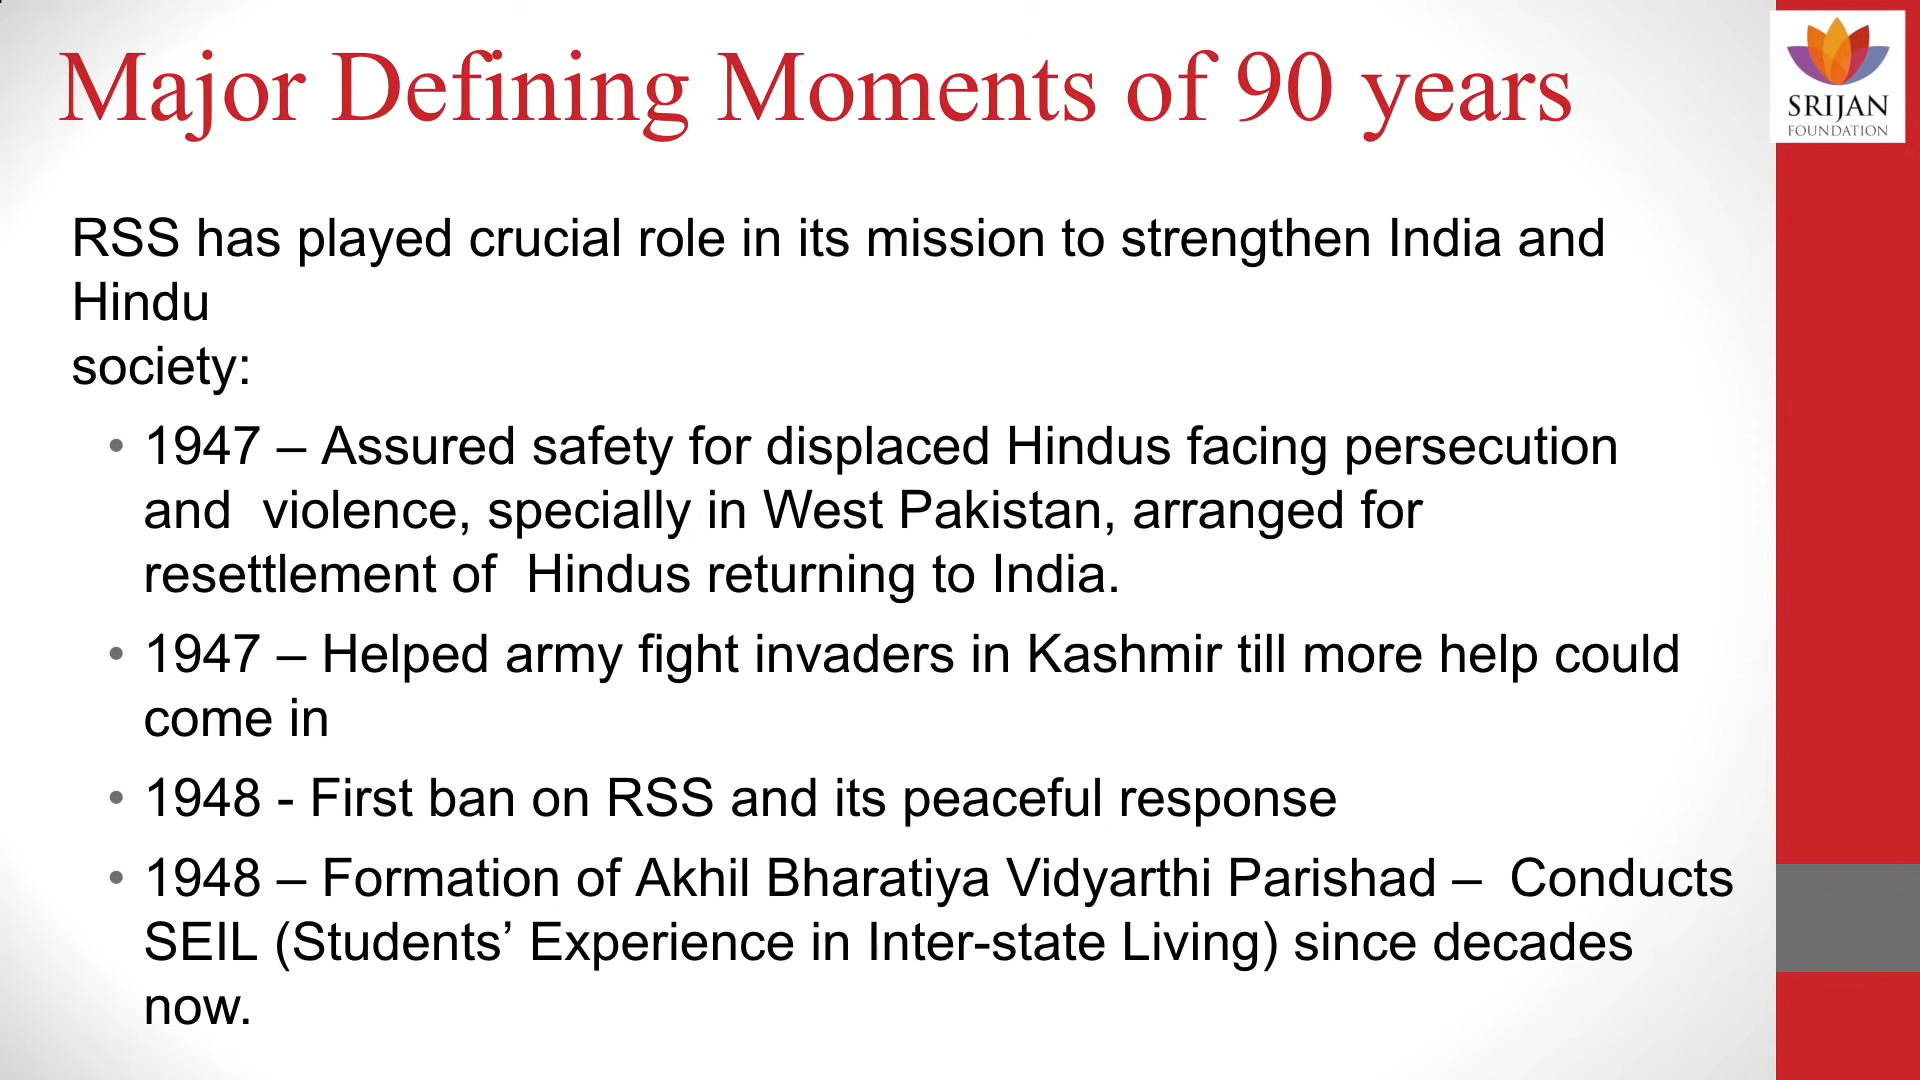 Major Defining Moments of 90 years
SRIJAN
FOUNDATION
RSS has played crucial role in its mission to strengthen India and
Hindu
society:
• 1947 – Assured safety for displaced Hindus facing persecution
and  violence, specially in West Pakistan, arranged for
resettlement of  Hindus returning to India.
• 1947 – Helped army fight invaders in Kashmir till more help could
come in
• 1948 - First ban on RSS and its peaceful response
• 1948 – Formation of Akhil Bharatiya Vidyarthi Parishad –  Conducts
SEIL (Students’ Experience in Inter-state Living) since decades
now.